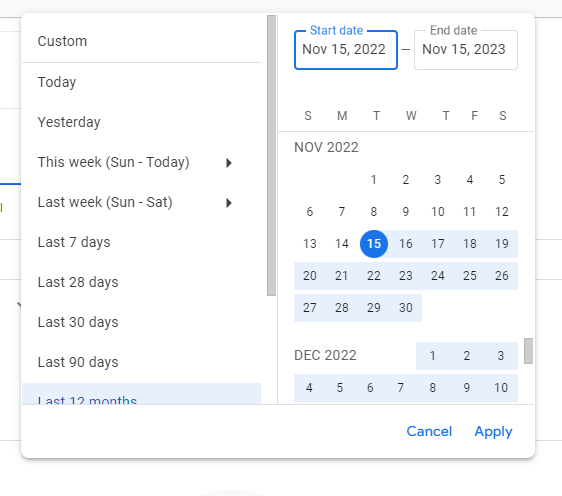 Custom
Today
Yesterday
This week (Sun - Today)
Last week (Sun - Sat)
Last 7 days
Last 28 days
Last 30 days
Last 90 days
Last 12 months
Start date
End date
Nov 15, 2022 – Nov 15, 2023
S M T W T F S
NOV 2022
1 2 3 4 5
6 7 8 9 10 11 12
13 14 15 16 17 18 19
20 21 22 23 24 25 26
27 28 29 30
DEC 2022 1 2 3
4 5 6 7 8 9 10
Cancel Apply